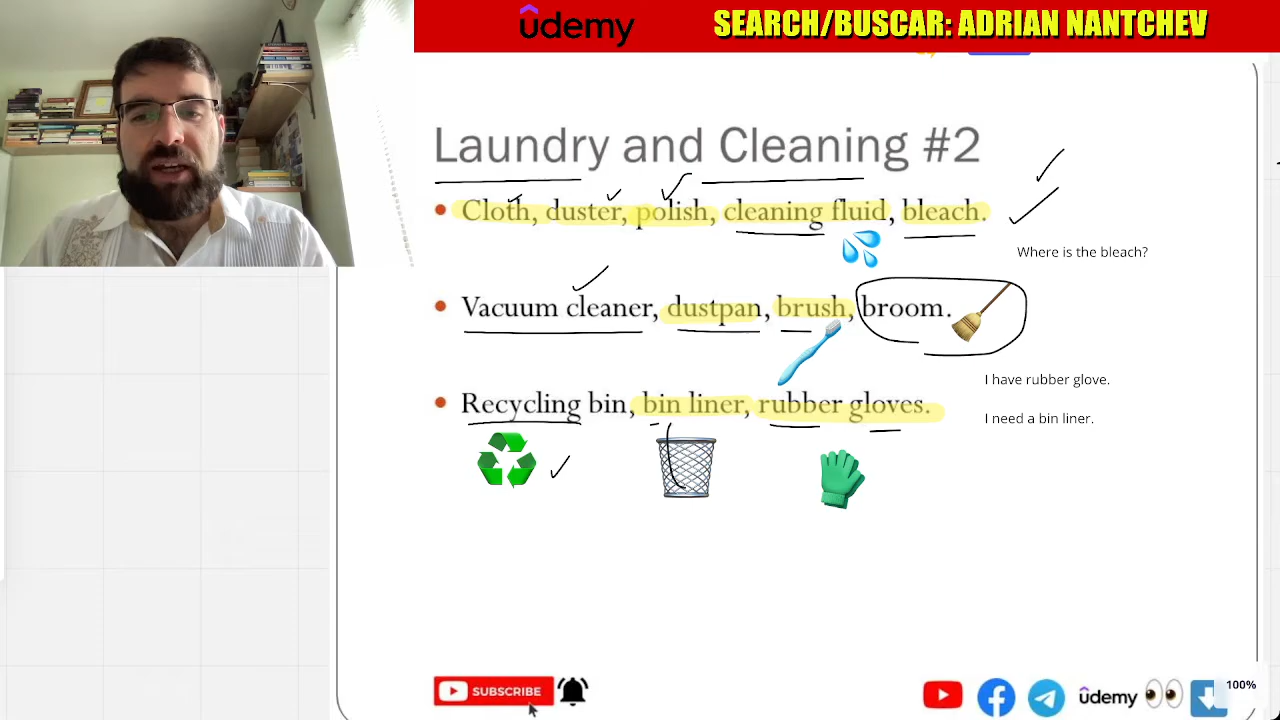 udemy
SEARCH/BUSCAR: ADRIAN NANTCHEV
Laundry and Cleaning #2
Cloth, duster, polish, cleaning fluid, bleach.
Where is the bleach?
Vacuum cleaner, dustpan, brush, broom.
I have rubber glove.
Recycling bin, bin liner, rubber gloves.
I need a bin liner.
SUBSCRIBE
udemy
100%